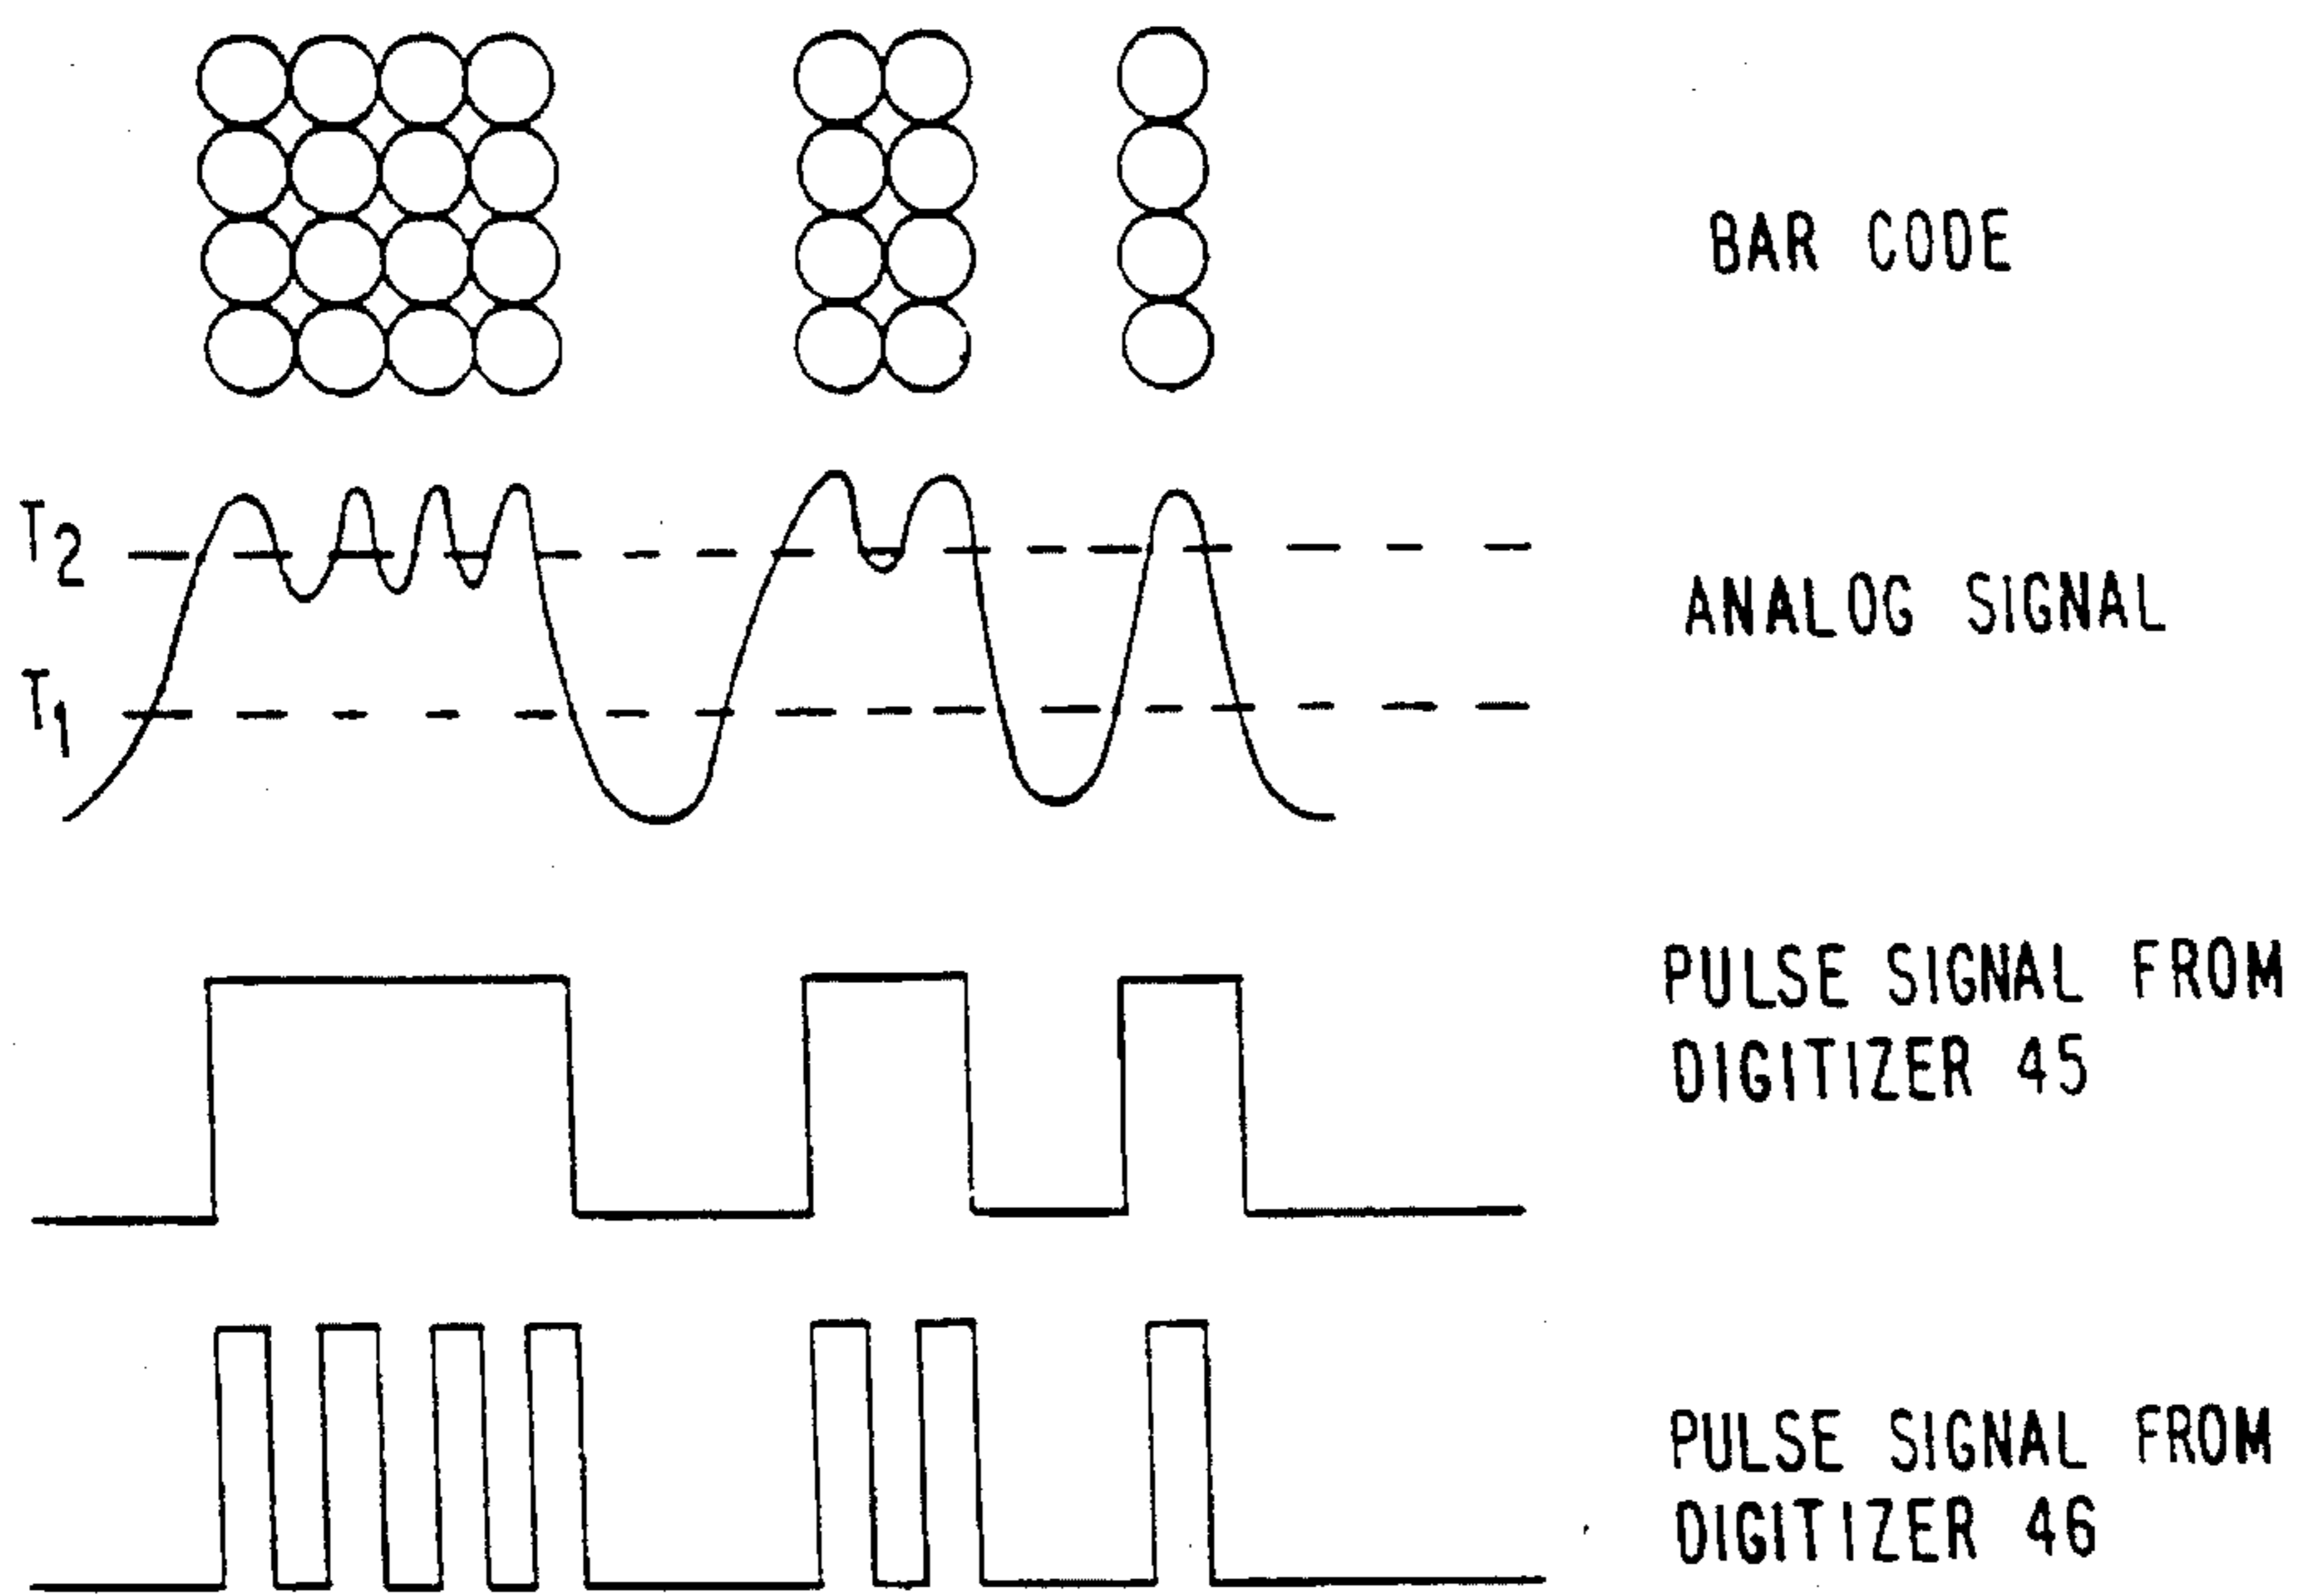 BAR CODE
T2
ANALOG SIGNAL
T1
PULSE SIGNAL FROM
DIGITIZER 45
PULSE SIGNAL FROM
DIGITIZER 46